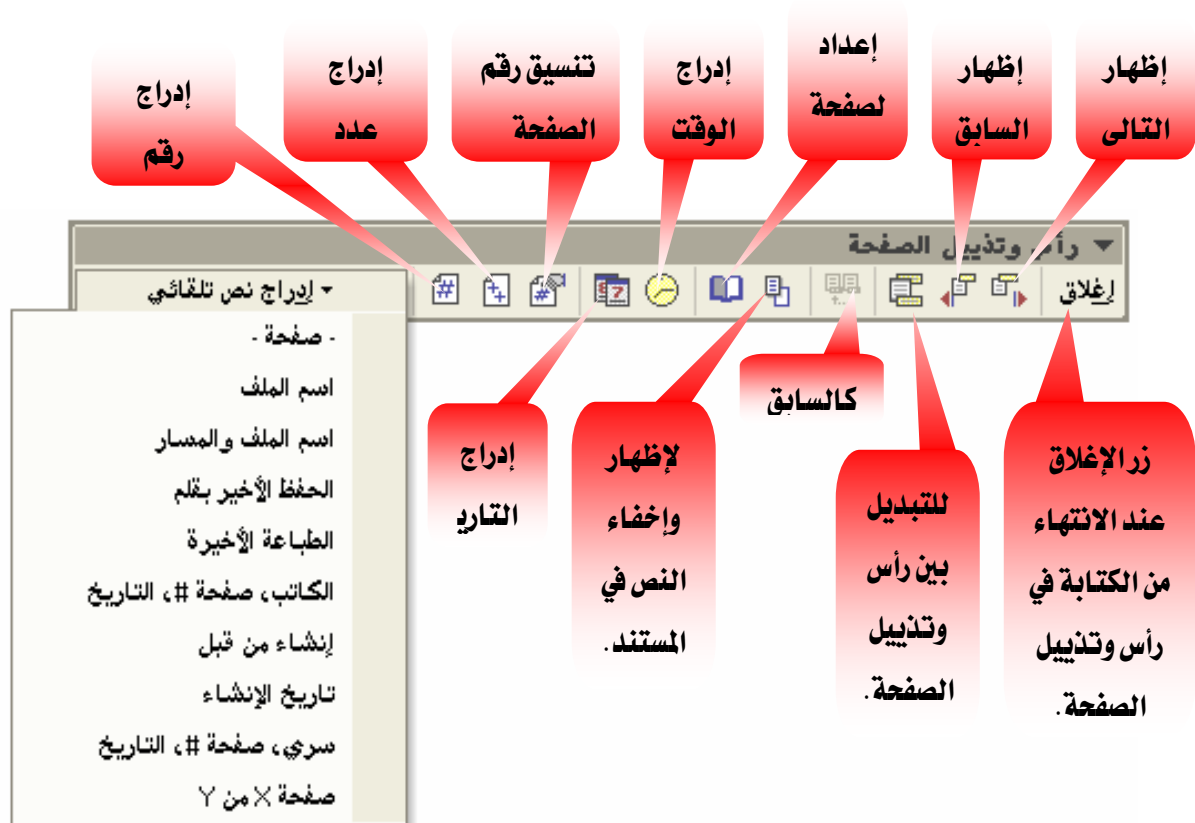 إظهار
التالى
إظهار
السابق
إعداد
لصفحة
إدراج
الوقت
تنسيق رقم
الصفحة
إدراج
عدد
إدراج
رقم
رأس وتذييل الصفحة
إغلاق
إدراج نص تلقائي
- صفحة -
اسم الملف
اسم الملف والمسار
الحفظ الأخير بقلم
الطباعة الأخيرة
الكاتب، صفحة #، التاريخ
إنشاء من قبل
تاريخ الإنشاء
سري، صفحة #، التاريخ
صفحة X من Y
زر الإغلاق
عند الانتهاء
من الكتابة في
رأس وتذييل
الصفحة.
للتبديل
بين رأس
وتذييل
الصفحة.
كالسابق
لإظهار
وإخفاء
النص في
المستند.
إدراج